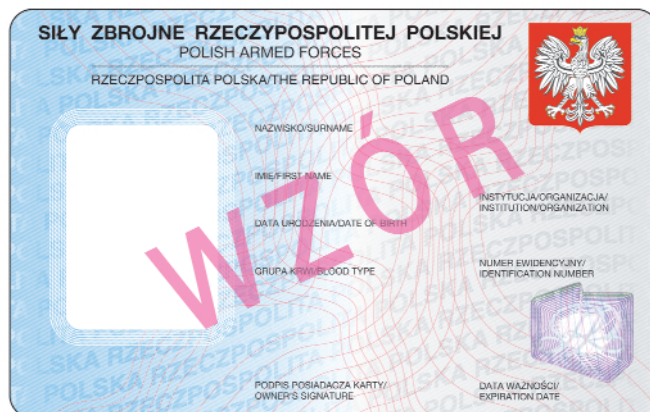 SIŁY ZBROJNE RZECZYPOSPOLITEJ POLSKIEJ
POLISH ARMED FORCES
RZECZPOSPOLITA POLSKA/THE REPUBLIC OF POLAND
NAZWISKO/SURNAME
IMIĘ/FIRST NAME
DATA URODZENIA/DATE OF BIRTH
GRUPA KRWI/BLOOD TYPE
PODPIS POSIADACZA KARTY/
OWNER'S SIGNATURE
INSTYTUCJA/ORGANIZACJA/
INSTITUTION/ORGANIZATION
NUMER EWIDENCYJNY/
IDENTIFICATION NUMBER
DATA WAŻNOŚCI/
EXPIRATION DATE
WZÓR